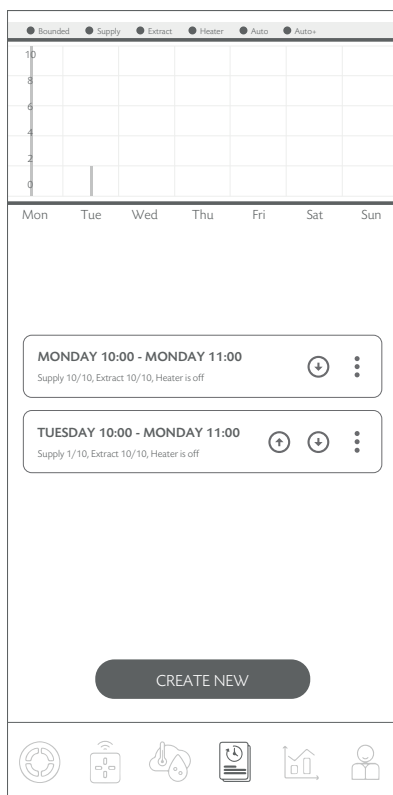 Bounded Supply Extract Heater Auto Auto+
10
8
6
4
2
0
Mon Tue Wed Thu Fri Sat Sun
MONDAY 10:00 - MONDAY 11:00
Supply 10/10, Extract 10/10, Heater is off
TUESDAY 10:00 - MONDAY 11:00
Supply 1/10, Extract 10/10, Heater is off
CREATE NEW